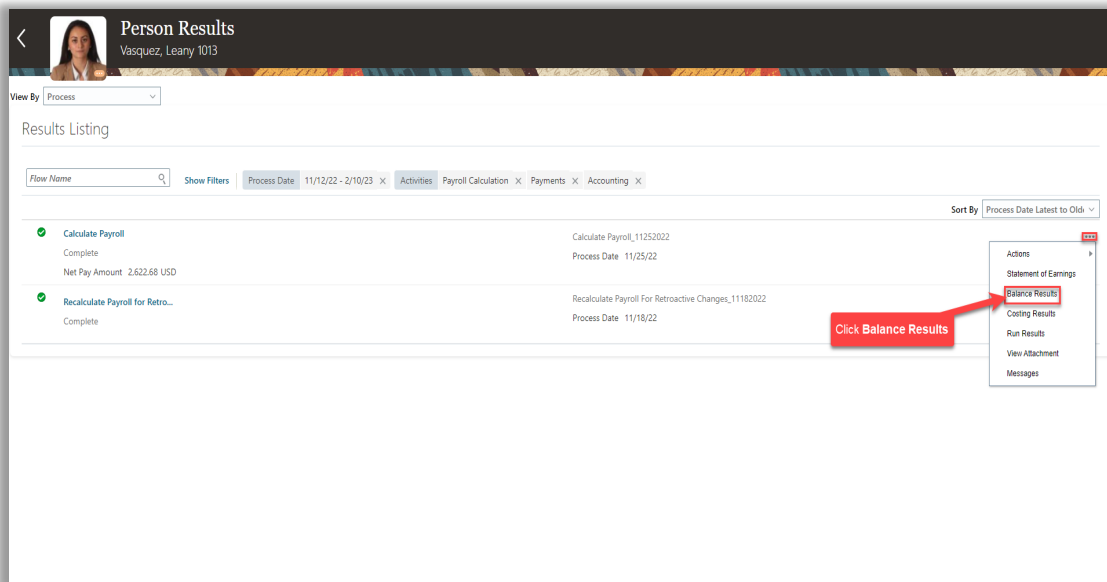 Person Results
Vasquez, Leany 1013
View By Process
Results Listing
Flow Name Show Filters Process Date 11/12/22 - 2/10/23 Activities Payroll Calculation Payments Accounting
Sort By Process Date Latest to Olde
Calculate Payroll
Complete
Net Pay Amount 2,622.68 USD
Calculate Payroll_11252022
Process Date 11/25/22
Recalculate Payroll for Retro...
Complete
Recalculate Payroll For Retroactive Changes_11182022
Process Date 11/18/22
Actions
Statement of Earnings
Balance Results
Costing Results
Run Results
View Attachment
Messages
Click Balance Results